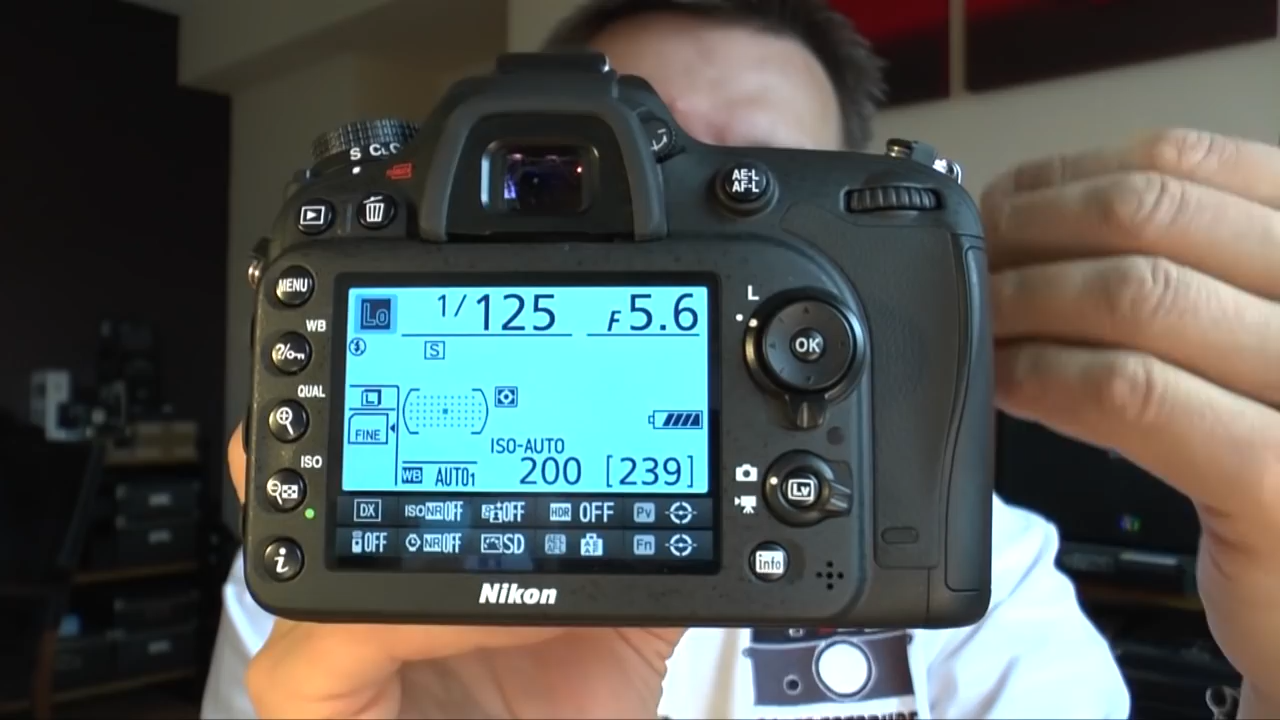 S CL
AE-L
AF-L
MENU
WB
?/
QUAL
ISO
i
L
OK
Lv
info
Lo 1/125 F5.6
S
L
FINE
ISO-AUTO
WB AUTO1 200 [239]
DX ISO NR OFF OFF HDR OFF Pv
OFF NR OFF SD Fn
Nikon